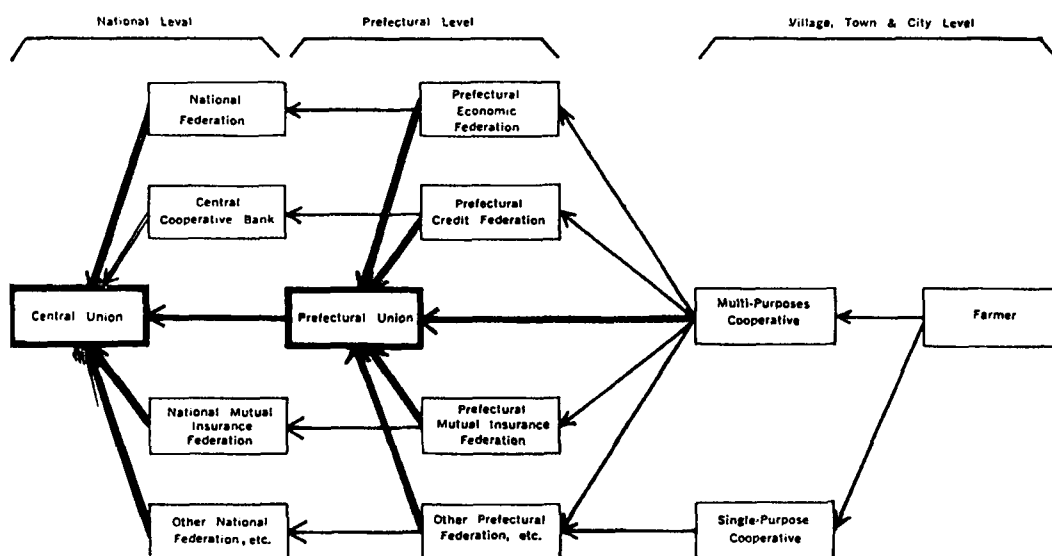 National Leval
Prefectural Level
Village, Town & City Level
National
Federation
Prefectural
Economic
Federation
Central
Cooperative Bank
Prefectural
Credit Federation
Central Union
Prefectural Union
Multi-Purposes
Cooperative
Farmer
National Mutual
Insurance
Federation
Prefectural
Mutual Insurance
Federation
Other National
Federation, etc.
Other Prefectural
Federation, etc.
Single-Purpose
Cooperative